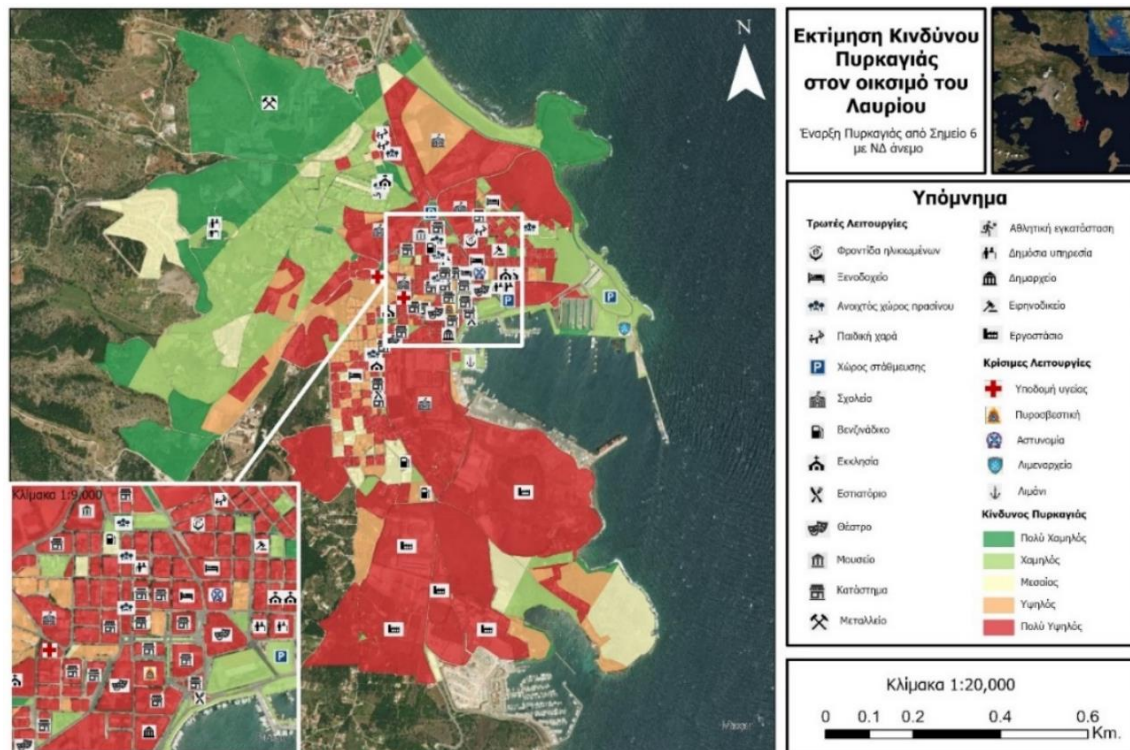 N
Εκτίμηση Κινδύνου
Πυρκαγιάς
στον οικσιμό του
Λαυρίου
Έναρξη Πυρκαγιάς από Σημείο 6
με ΝΔ άνεμο
Υπόμνημα
Τρωτές Λειτουργίες
Φροντίδα ηλικιωμένων
Ξενοδοχείο
Ανοιχτός χώρος πρασίνου
Παιδική χαρά
P Χώρος στάθμευσης
Σχολείο
Βενζινάδικο
Εκκλησία
Εστιατόριο
Θέατρο
Μουσείο
Κατάστημα
Μεταλλείο
Αθλητική εγκατάσταση
Δημόσια υπηρεσία
Δημαρχείο
Ειρηνοδικείο
Εργοστάσιο
Κρίσιμες Λειτουργίες
Υποδομή υγείας
Πυροσβεστική
Αστυνομία
Λιμεναρχείο
Λιμάνι
Κίνδυνος Πυρκαγιάς
Πολύ Χαμηλός
Χαμηλός
Μεσαίος
Υψηλός
Πολύ Υψηλός
Κλίμακα 1:9,000
P
P
P
Κλίμακα 1:20,000
0 0.1 0.2 0.4 0.6
Km.